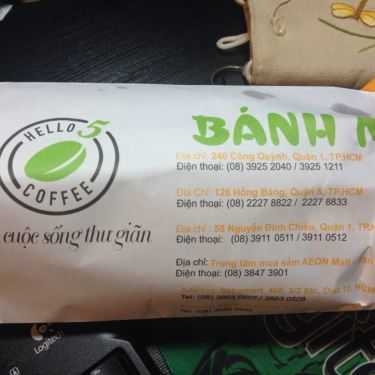 HELLO 5
COFFEE
cuộc sống thư giãn
BÁNH M
Địa chỉ: 240 Cống Quỳnh, Quận 1, TP.HCM
Điện thoại: (08) 3925 2040 / 3925 1211
Địa Chỉ: 126 Hồng Bàng, Quận 5, TP.HCM
Điện thoại: (08) 2227 8822 / 2227 8833
Địa chỉ: 55 Nguyễn Đình Chiểu, Quận 1, TP.H
Điện thoại: (08) 3911 0511 / 3911 0512
Địa chỉ: Trung tâm mua sắm AEON Mall
Điện thoại: (08) 3847 3901
Tel: (08)
Logitech